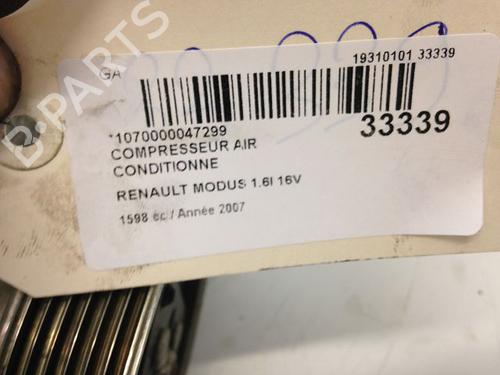 GA
19310101 33339
*1070000047299
33339
COMPRESSEUR AIR
CONDITIONNE
RENAULT MODUS 1.6I 16V
1598 cc / Année 2007
B-PARTS